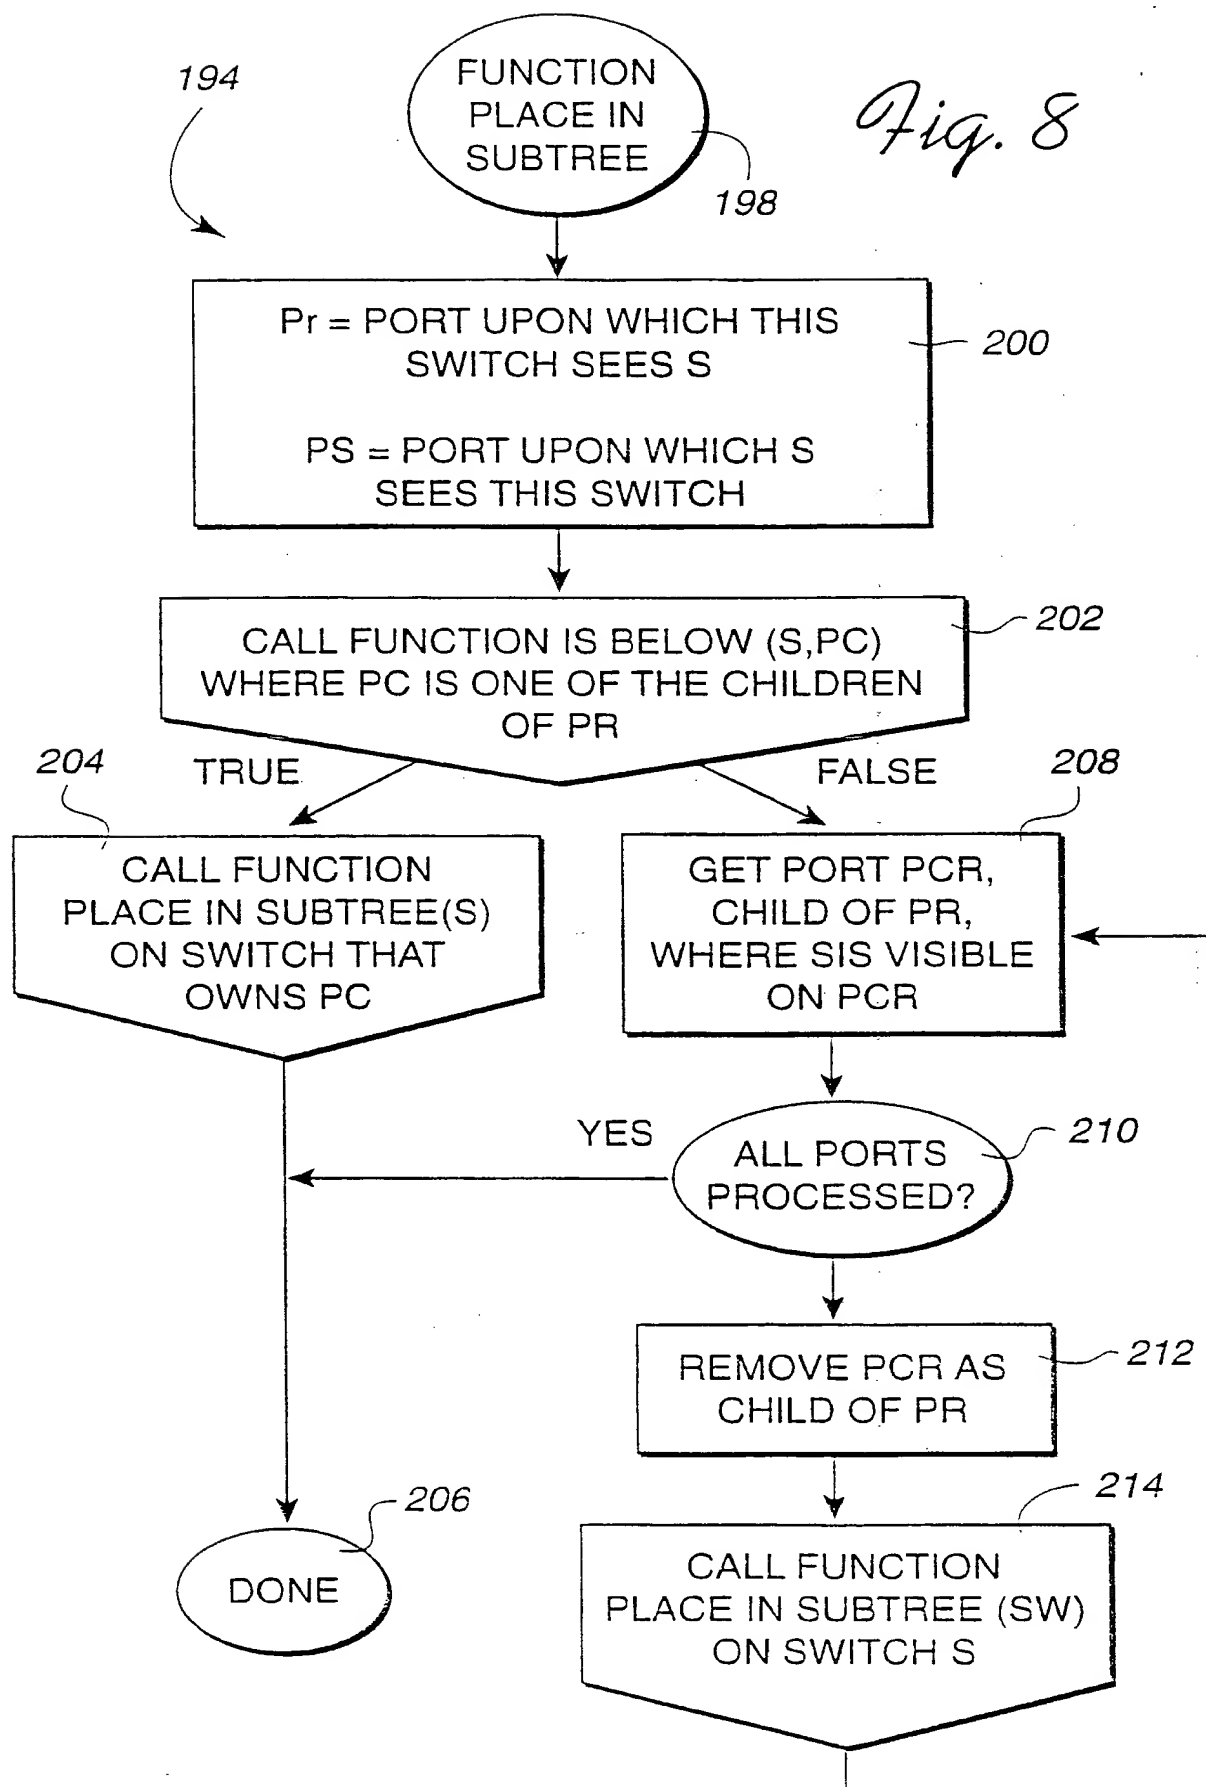 194
FUNCTION
PLACE IN
SUBTREE
Fig. 8
198
Pr = PORT UPON WHICH THIS
SWITCH SEES S
200
PS = PORT UPON WHICH S
SEES THIS SWITCH
CALL FUNCTION IS BELOW (S,PC)
WHERE PC IS ONE OF THE CHILDREN
OF PR
202
204
TRUE
FALSE
208
CALL FUNCTION
PLACE IN SUBTREE(S)
ON SWITCH THAT
OWNS PC
GET PORT PCR,
CHILD OF PR,
WHERE SIS VISIBLE
ON PCR
YES
ALL PORTS
PROCESSED?
210
REMOVE PCR AS
CHILD OF PR
212
206
DONE
214
CALL FUNCTION
PLACE IN SUBTREE (SW)
ON SWITCH S